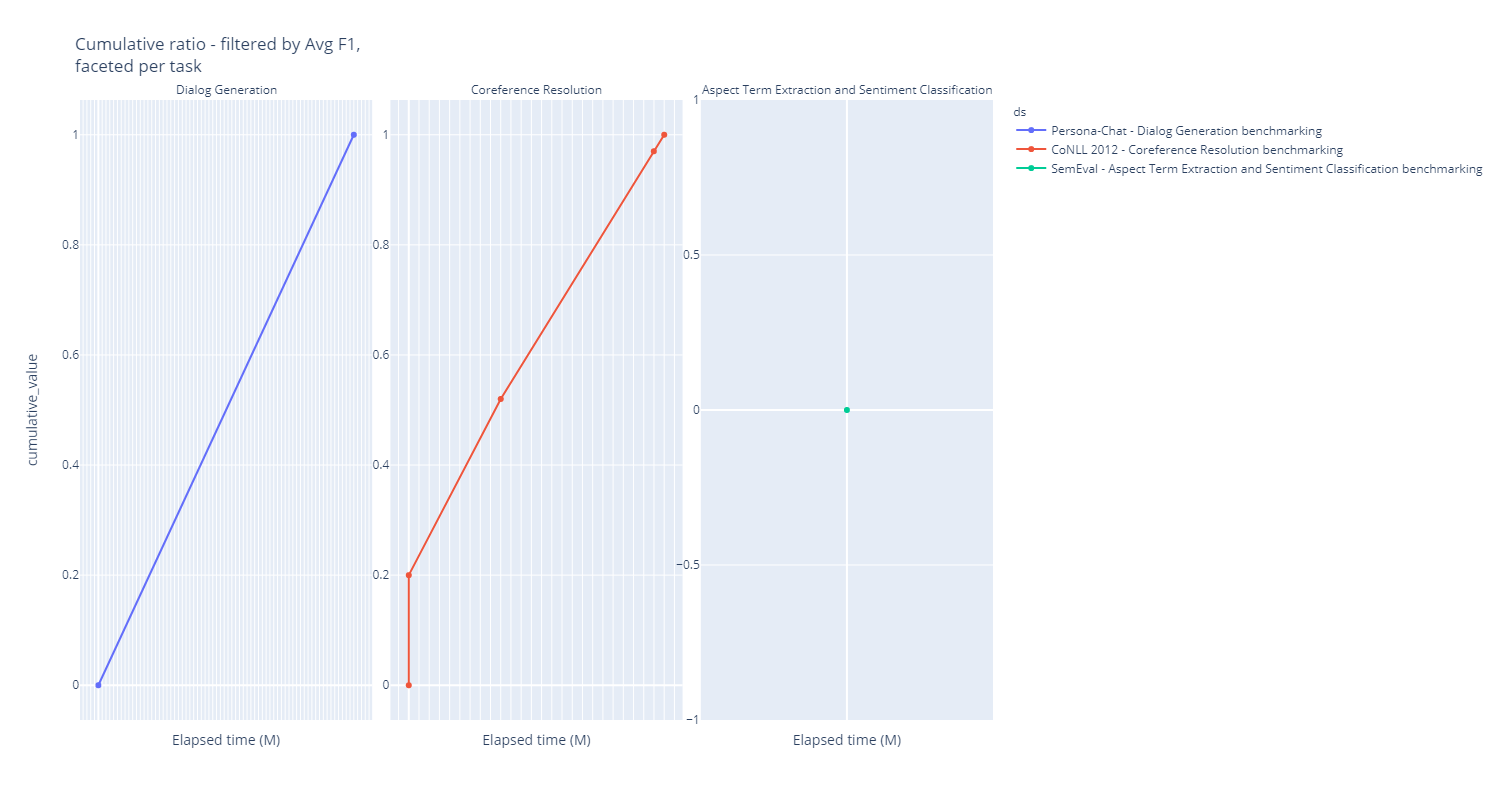 Cumulative ratio - filtered by Avg F1,
faceted per task
Dialog Generation
Coreference Resolution
Aspect Term Extraction and Sentiment Classification
cumulative_value
1
0.8
0.6
0.4
0.2
0
1
0.8
0.6
0.4
0.2
0
1
0.5
0
−0.5
−1
Elapsed time (M)
Elapsed time (M)
Elapsed time (M)
ds
Persona-Chat - Dialog Generation benchmarking
CoNLL 2012 - Coreference Resolution benchmarking
SemEval - Aspect Term Extraction and Sentiment Classification benchmarking